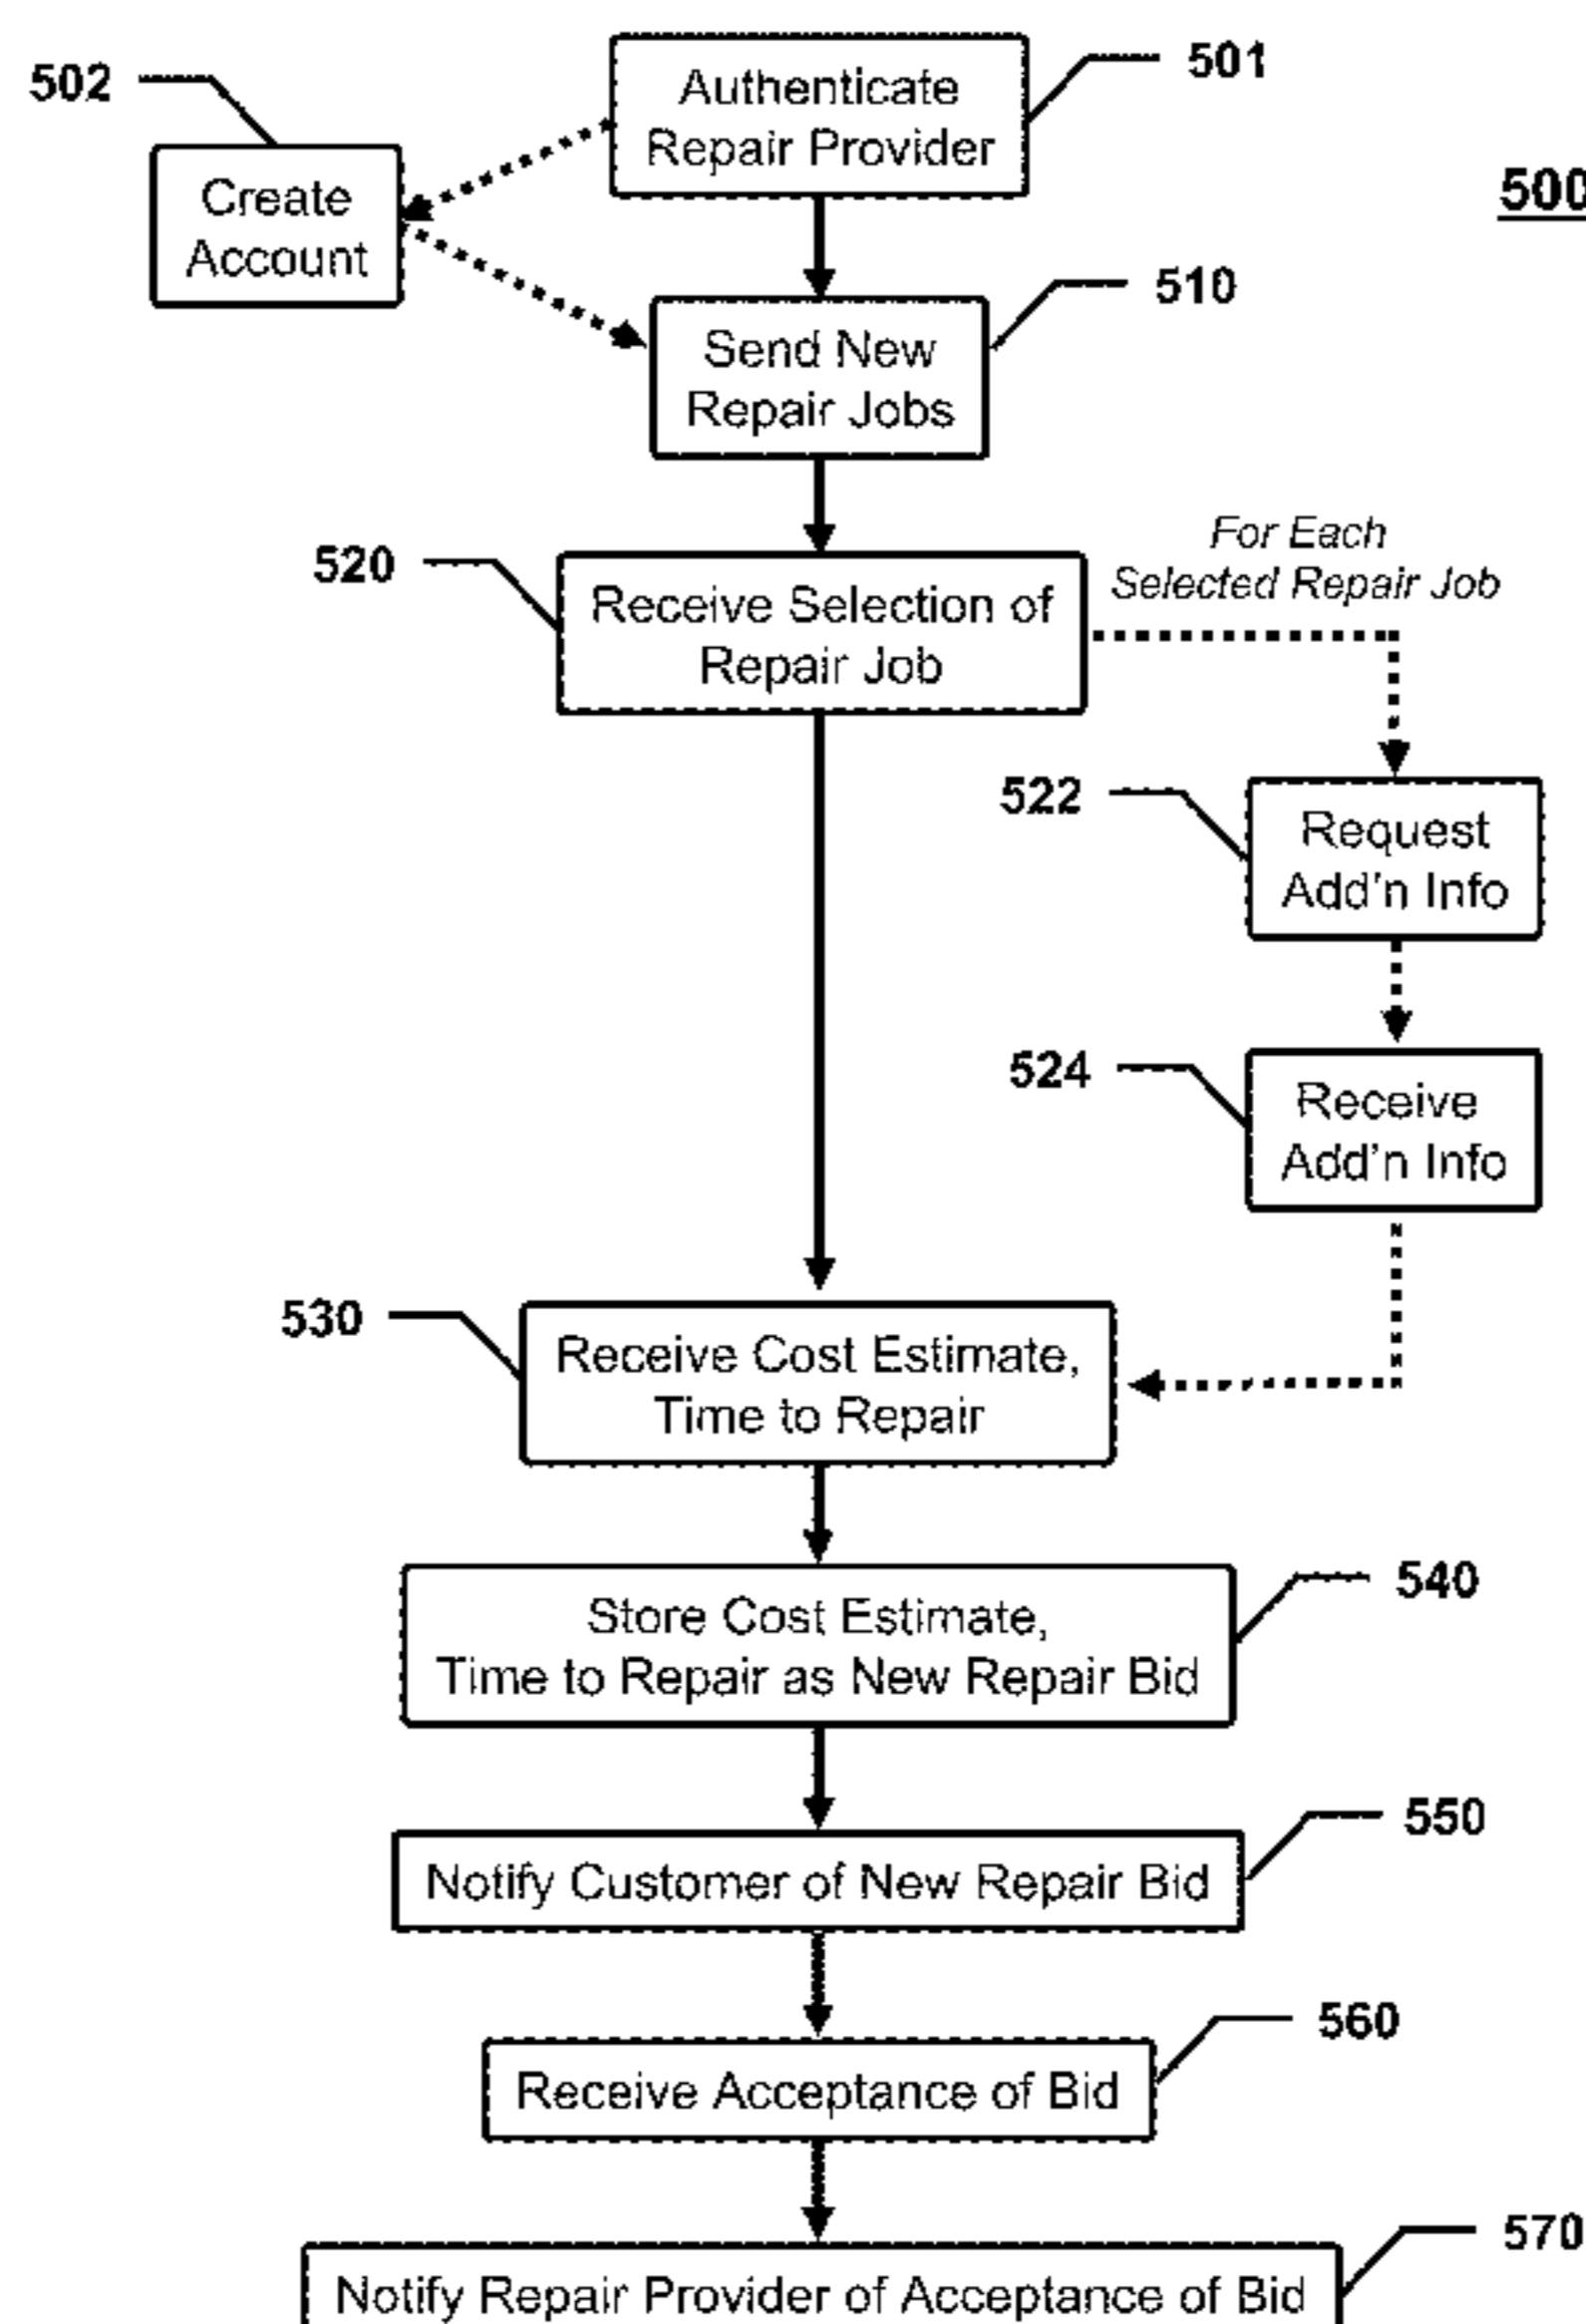 502
Authenticate
Repair Provider
501
Create
Account
500
Send New
Repair Jobs
510
520
Receive Selection of
Repair Job
For Each
Selected Repair Job
522
Request
Add'n Info
524
Receive
Add'n Info
530
Receive Cost Estimate,
Time to Repair
540
Store Cost Estimate,
Time to Repair as New Repair Bid
550
Notify Customer of New Repair Bid
560
Receive Acceptance of Bid
570
Notify Repair Provider of Acceptance of Bid